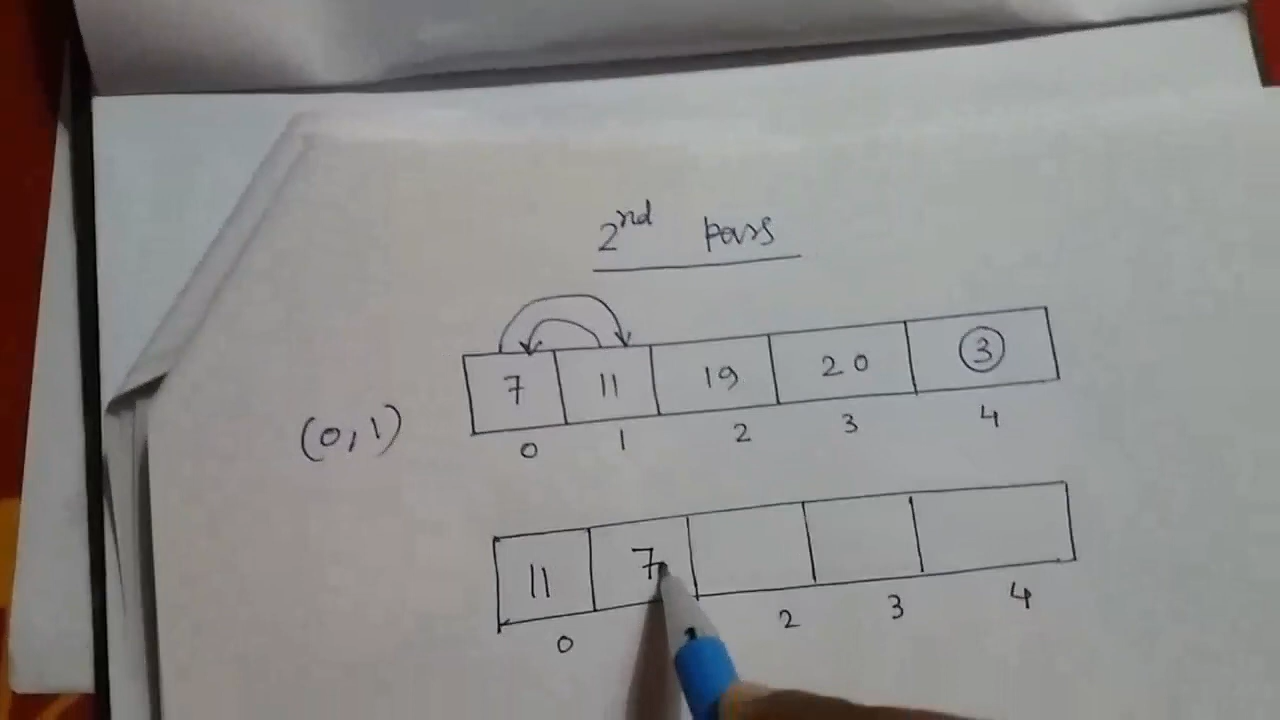 2nd pass
7 11 19 20 3
(0,1)
0 1 2 3 4
11 7
0 2 3 4